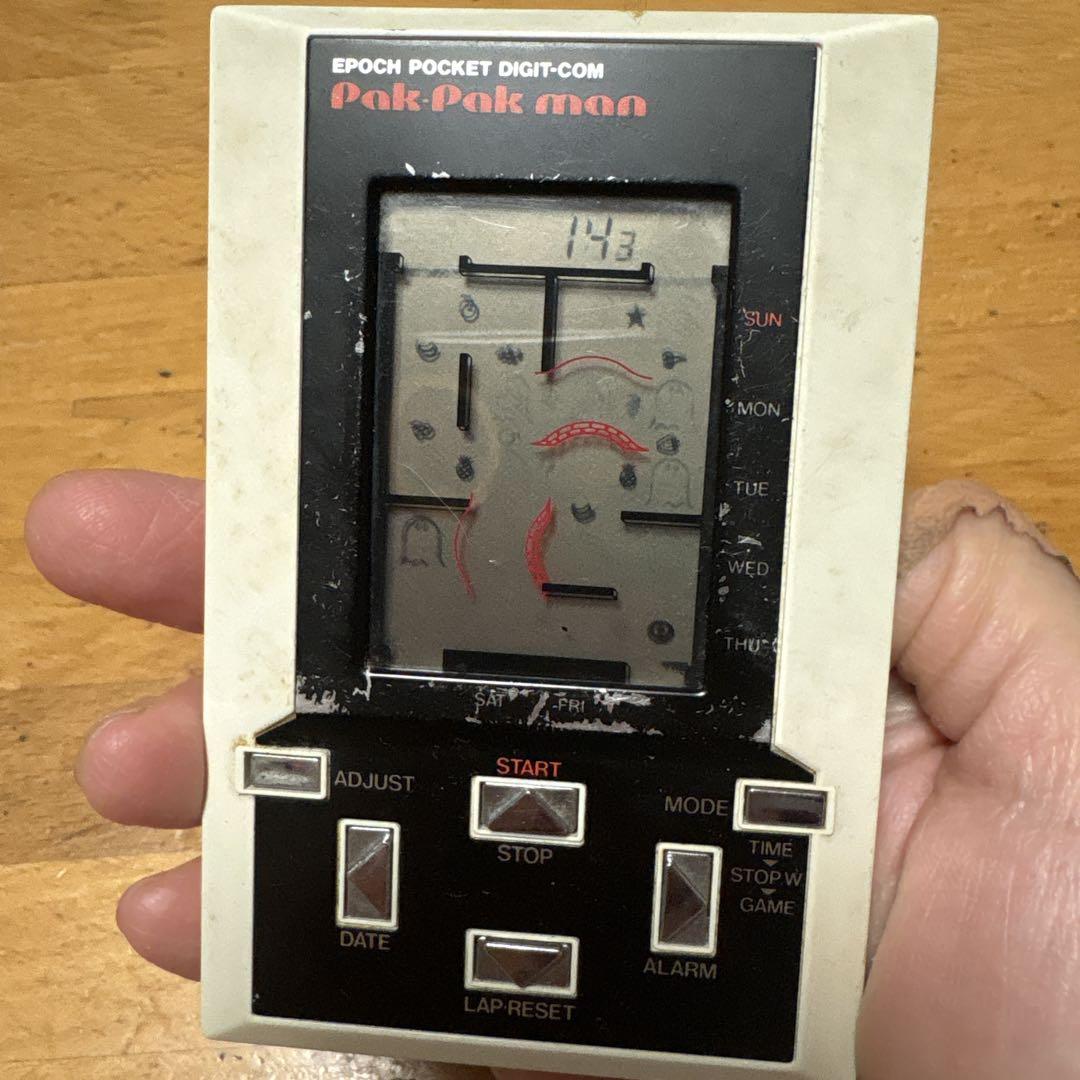 EPOCH POCKET DIGIT-COM
Pak-Pak man
143
SUN
MON
TUE
WED
THU
SAT FRI
ADJUST
START
STOP
MODE
TIME
STOP.W
GAME
DATE
ALARM
LAP·RESET